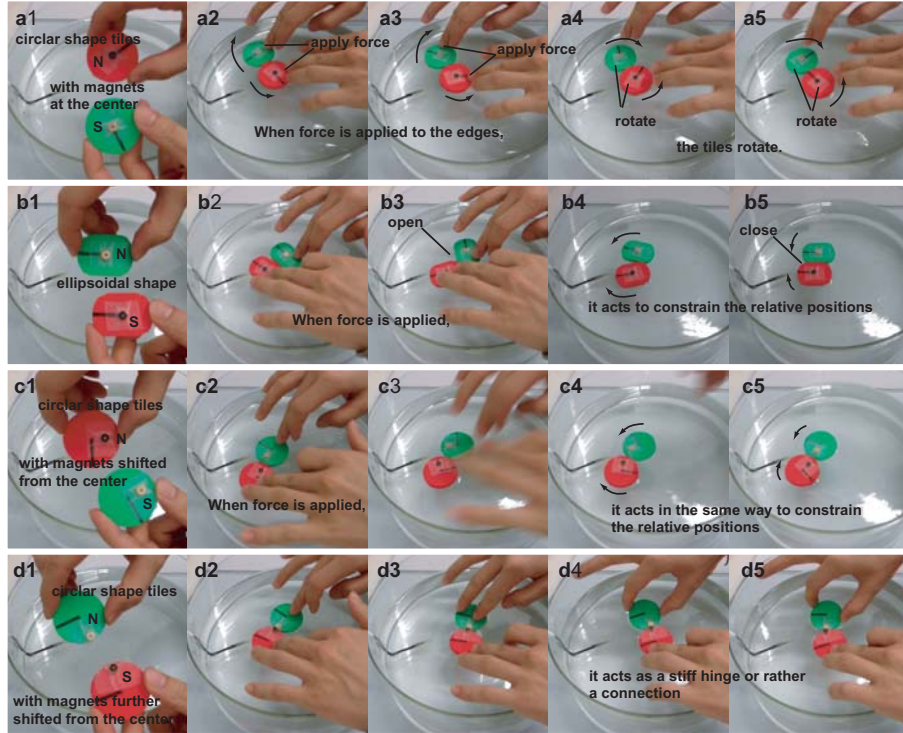 a1
circlar shape tiles
N
with magnets
at the center
S
a2
apply force
When force is applied to the edges,
a3
apply force
a4
rotate
the tiles rotate.
a5
rotate
b1
N
ellipsoidal shape
S
b2
When force is applied,
b3
open
b4
it acts to constrain the relative positions
b5
close
c1
circlar shape tiles
N
with magnets shifted
from the center
S
c2
When force is applied,
c3
c4
it acts in the same way to constrain
the relative positions
c5
d1
circlar shape tiles
N
S
with magnets further
shifted from the center
d2
d3
d4
it acts as a stiff hinge or rather
a connection
d5